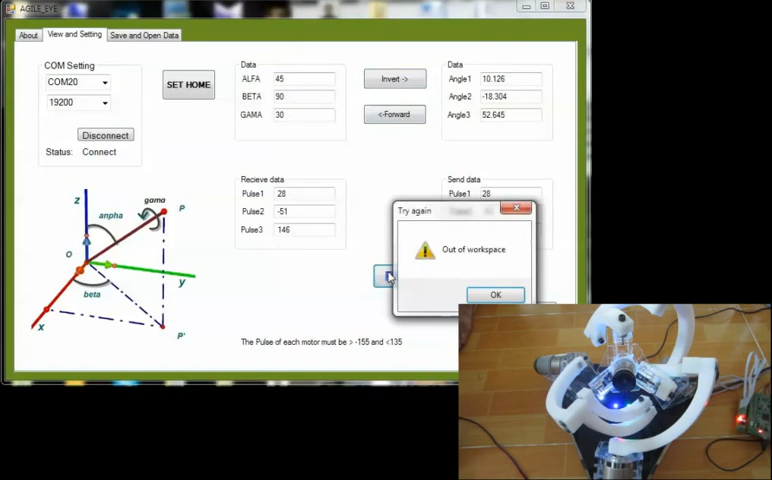 AGILE_EYE
About
View and Setting
Save and Open Data
COM Setting
COM20
19200
Disconnect
Status: Connect
SET HOME
Data
ALFA 45
BETA 90
GAMA 30
Invert ->
<-Forward
Data
Angle1 10.126
Angle2 -18.304
Angle3 52.645
Recieve data
Pulse1 28
Pulse2 -51
Pulse3 146
Send data
Pulse1 28
Try again
Out of workspace
OK
z
anpha
gama
P
O
y
beta
x
P'
The Pulse of each motor must be > -155 and <135